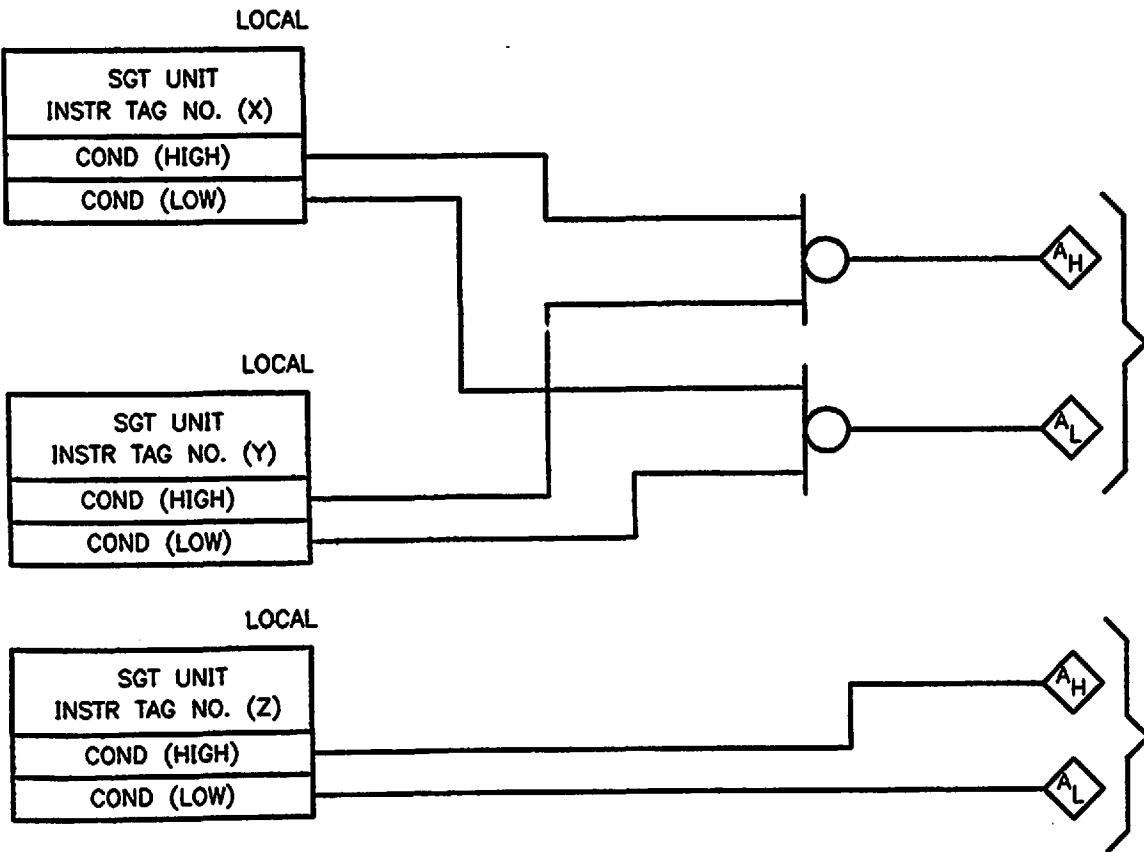 LOCAL
SGT UNIT
INSTR TAG NO. (X)
COND (HIGH)
COND (LOW)
AH
AL
LOCAL
SGT UNIT
INSTR TAG NO. (Y)
COND (HIGH)
COND (LOW)
LOCAL
SGT UNIT
INSTR TAG NO. (Z)
COND (HIGH)
COND (LOW)
AH
AL